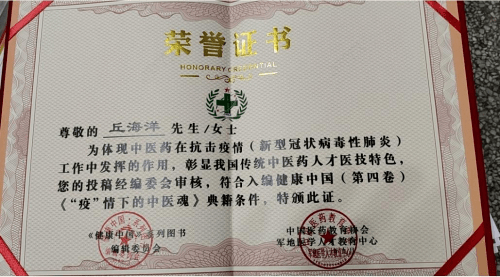 荣誉证书
HONORARY CREDENTIAL
尊敬的 丘海洋 先生/女士
为体现中医药在抗击疫情（新型冠状病毒性肺炎）
工作中发挥的作用，彰显我国传统中医药人才医技特色，
您的投稿经编委会审核，符合入编健康中国（第四卷）
《“疫”情下的中医魂》典籍条件，特颁此证。
《健康中国》系列图书
编辑委员会
中国医药教育协会
军地医学人才教育中心